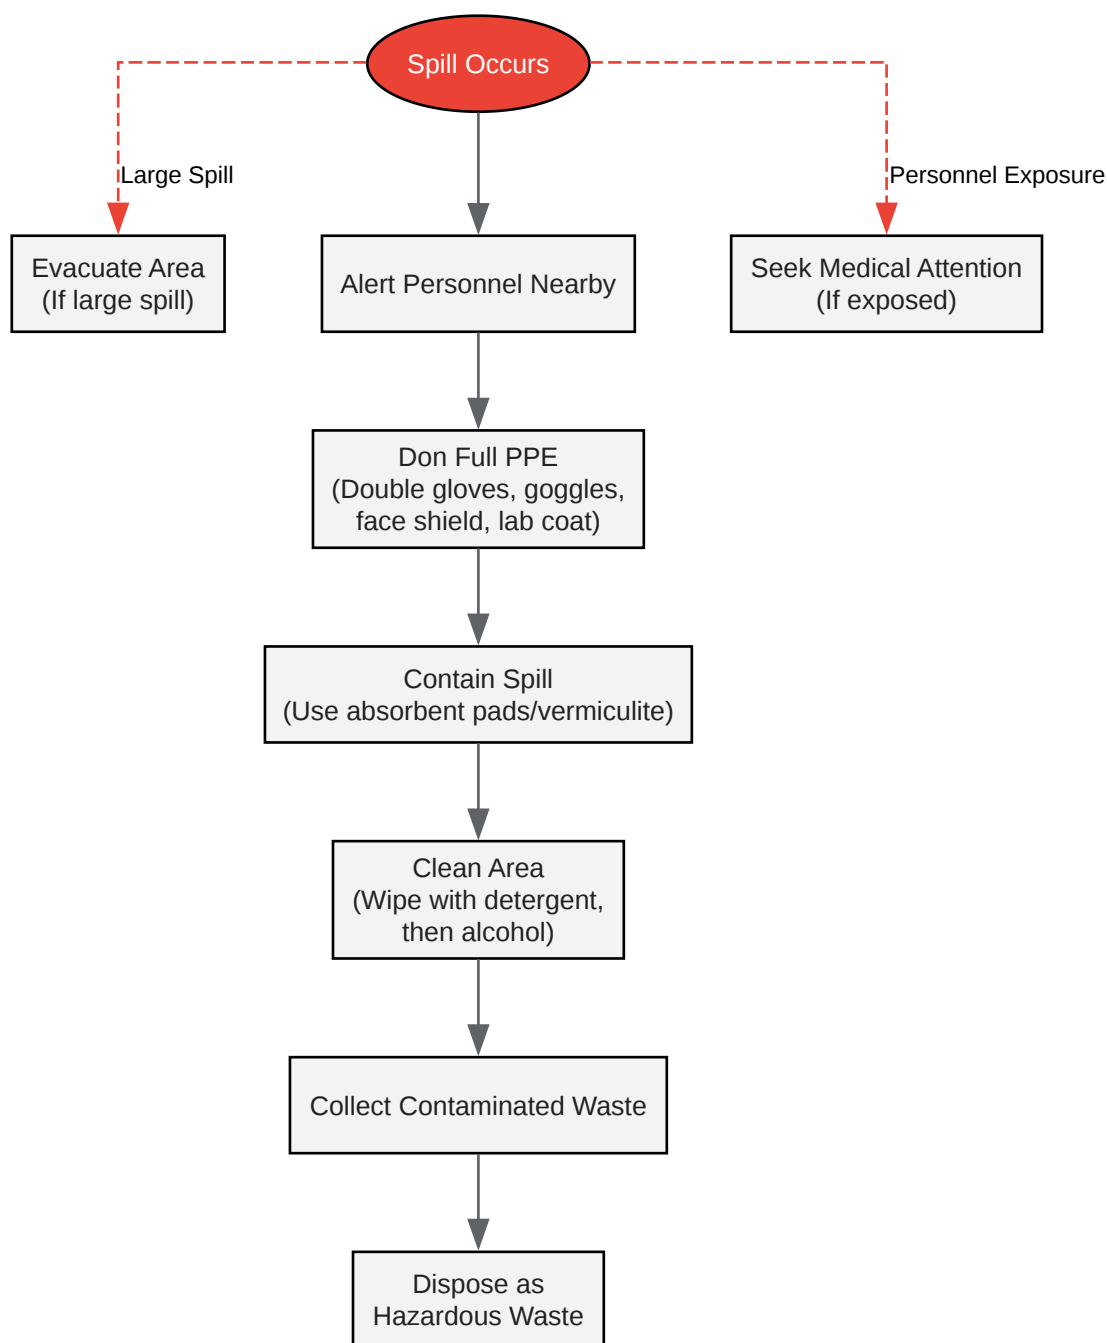 Spill Occurs
Large Spill
Personnel Exposure
Evacuate Area
(If large spill)
Alert Personnel Nearby
Seek Medical Attention
(If exposed)
Don Full PPE
(Double gloves, goggles,
face shield, lab coat)
Contain Spill
(Use absorbent pads/vermiculite)
Clean Area
(Wipe with detergent,
then alcohol)
Collect Contaminated Waste
Dispose as
Hazardous Waste